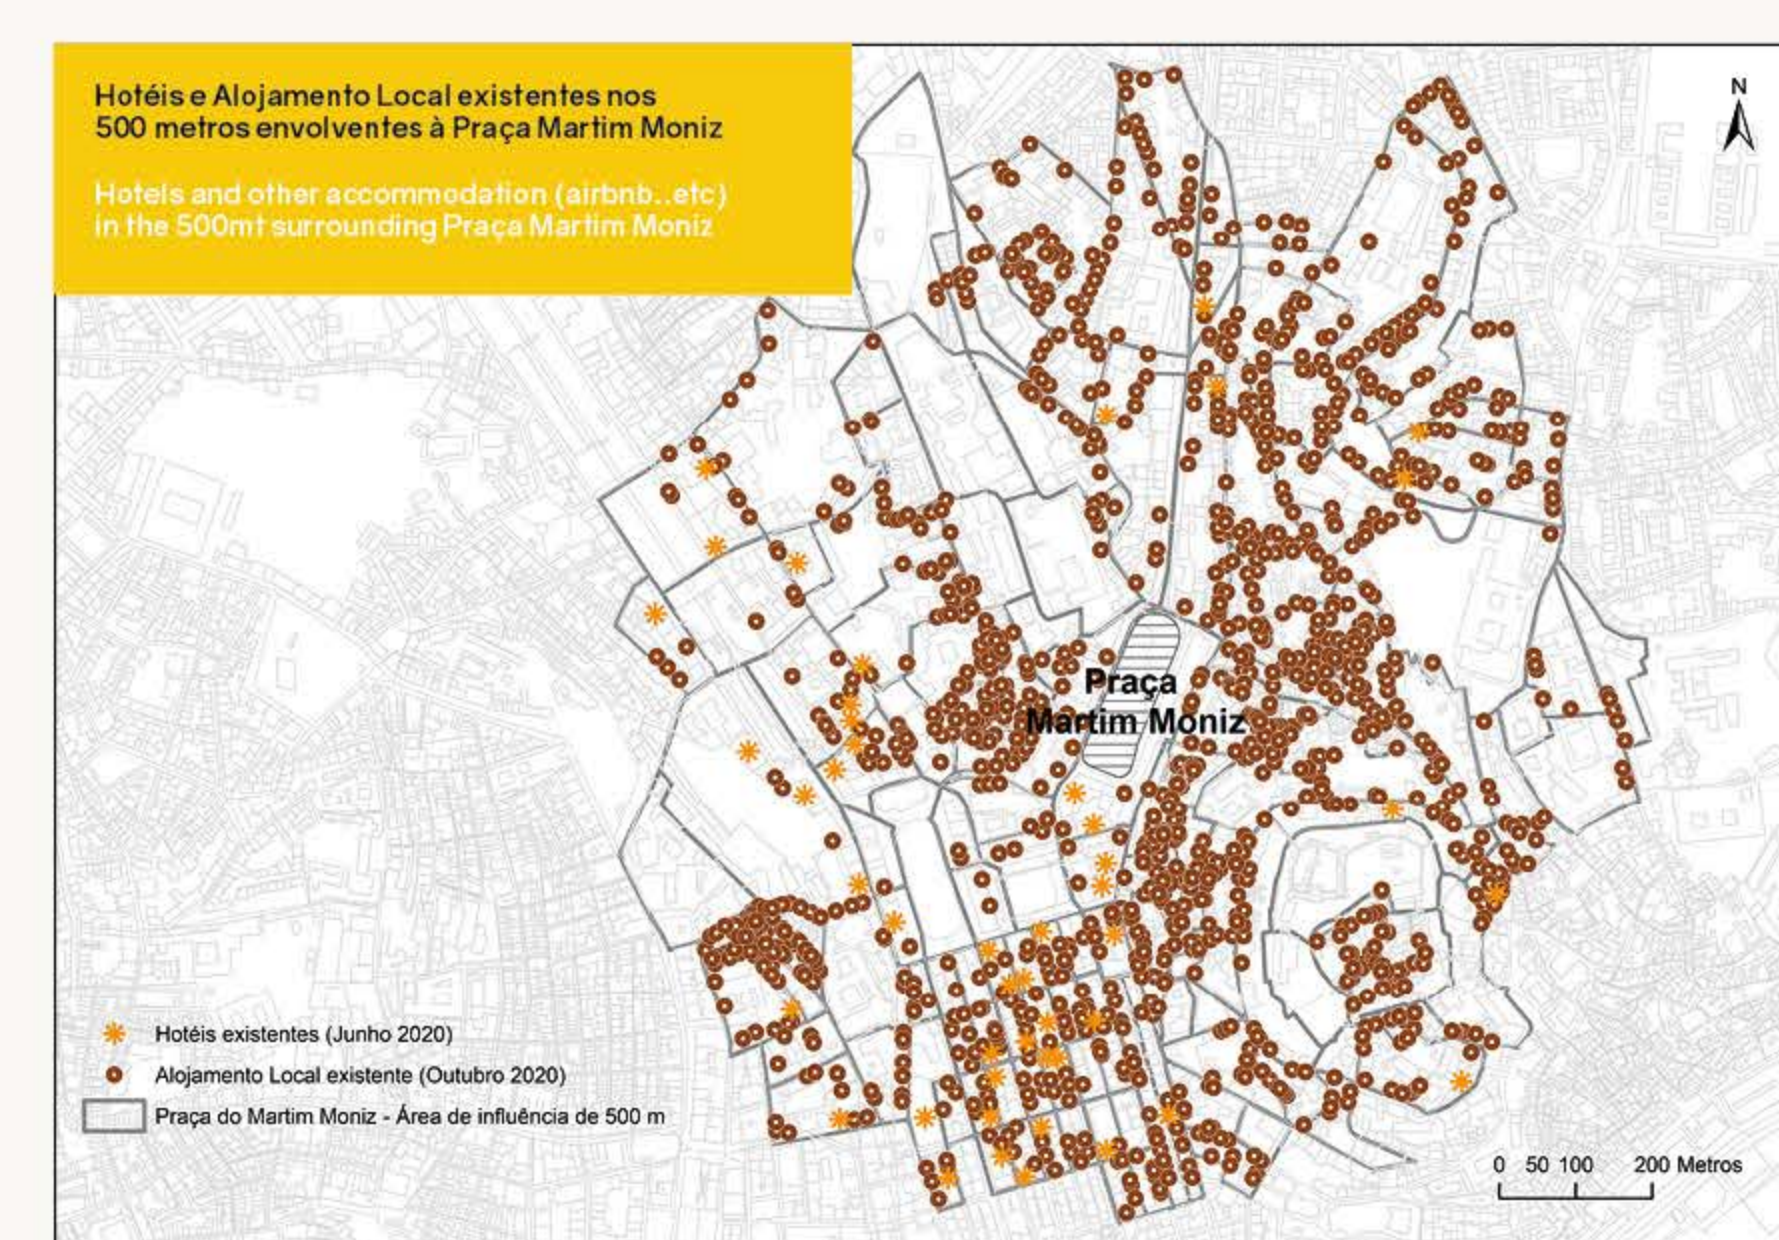 Hotéis e Alojamento Local existentes nos
500 metros envolventes à Praça Martim Moniz
Hotels and other accommodation (airbnb..etc)
in the 500mt surrounding Praça Martim Moniz
N
Praça
Martim Moniz
Hotéis existentes (Junho 2020)
Alojamento Local existente (Outubro 2020)
Praça do Martim Moniz - Área de influência de 500 m
0 50 100 200 Metros